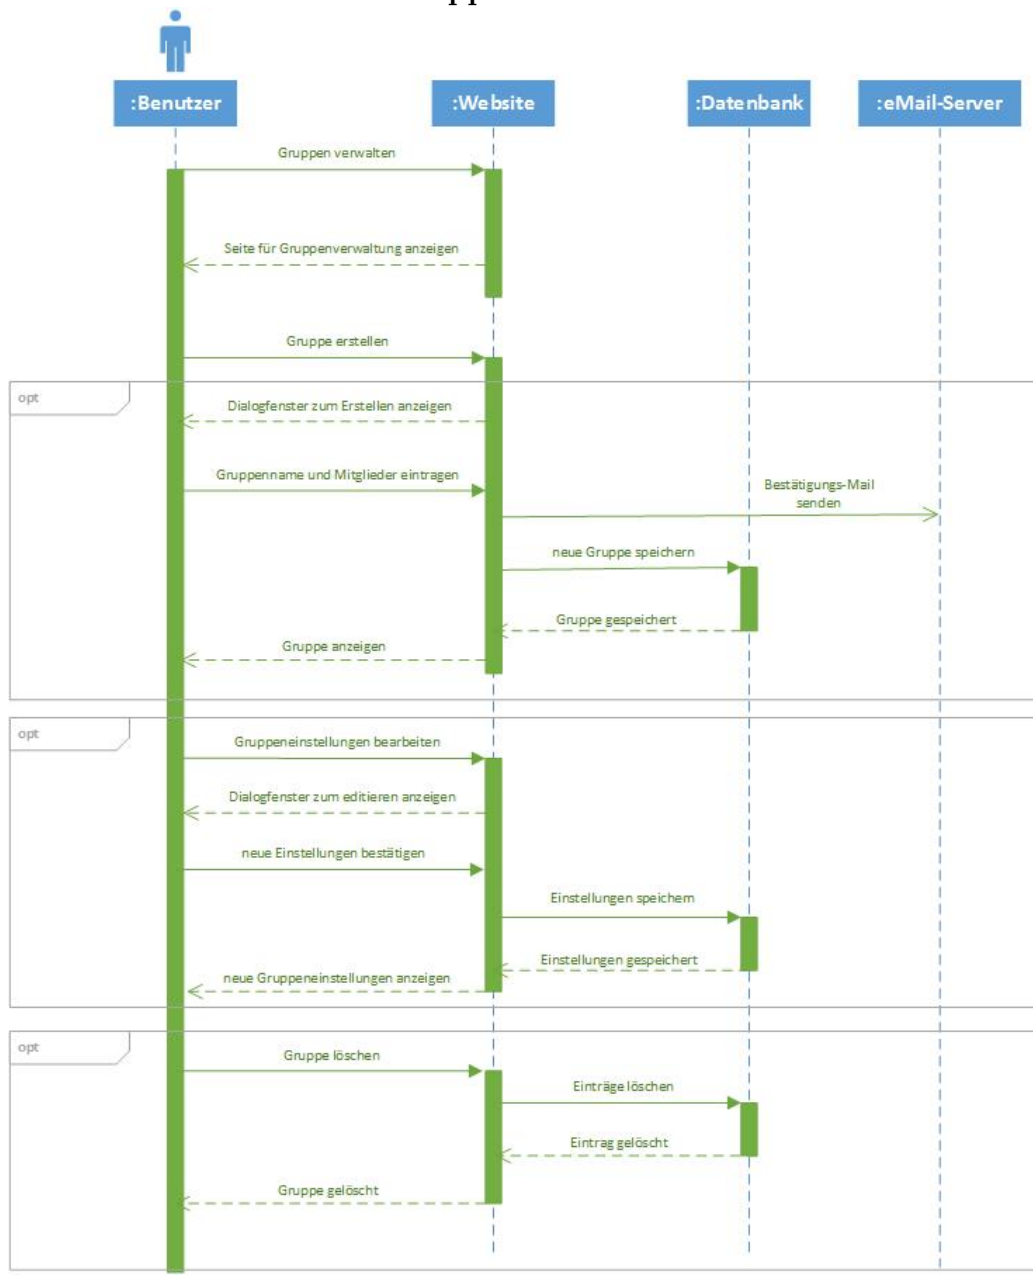 :Benutzer
:Website
:Datenbank
:eMail-Server
Gruppen verwalten
Seite für Gruppenverwaltung anzeigen
Gruppe erstellen
opt
Dialogfenster zum Erstellen anzeigen
Gruppenname und Mitglieder eintragen
Bestätigungs-Mail
senden
neue Gruppe speichern
Gruppe gespeichert
Gruppe anzeigen
opt
Gruppeneinstellungen bearbeiten
Dialogfenster zum editieren anzeigen
neue Einstellungen bestätigen
Einstellungen speichern
Einstellungen gespeichert
neue Gruppeneinstellungen anzeigen
opt
Gruppe löschen
Einträge löschen
Eintrag gelöscht
Gruppe gelöscht